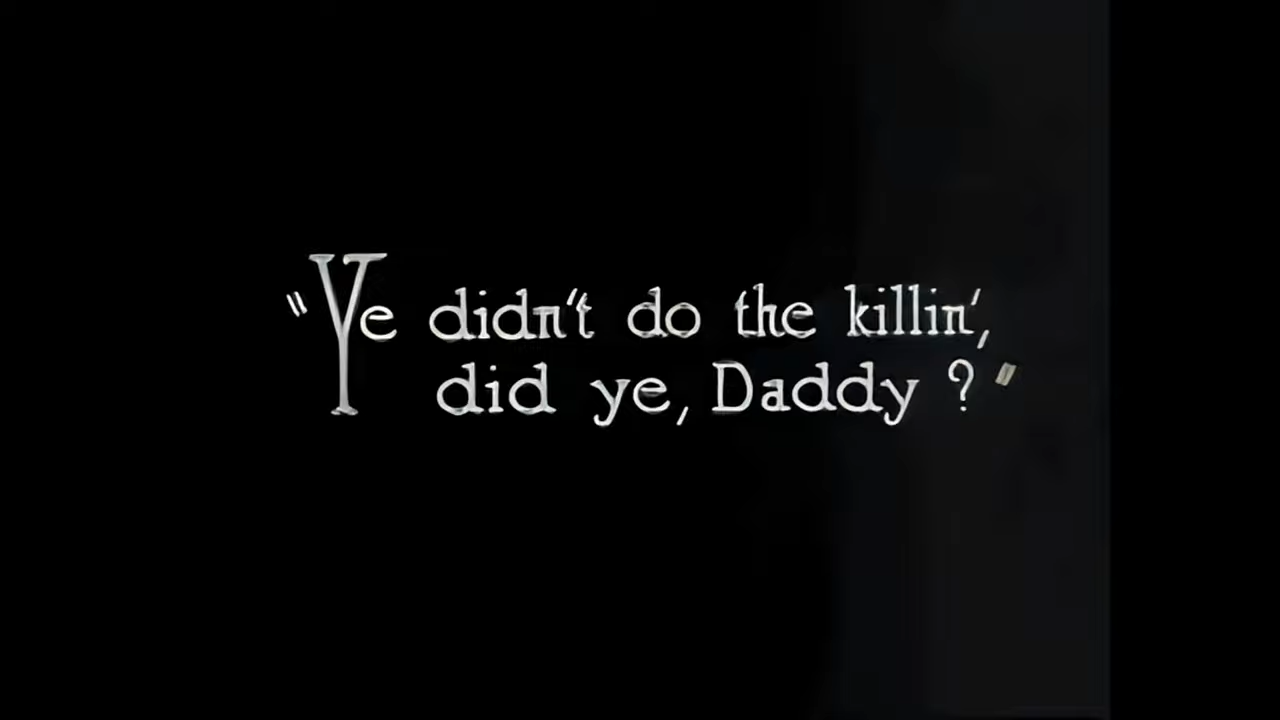 "Ye didn't do the killin',
did ye, Daddy ?"